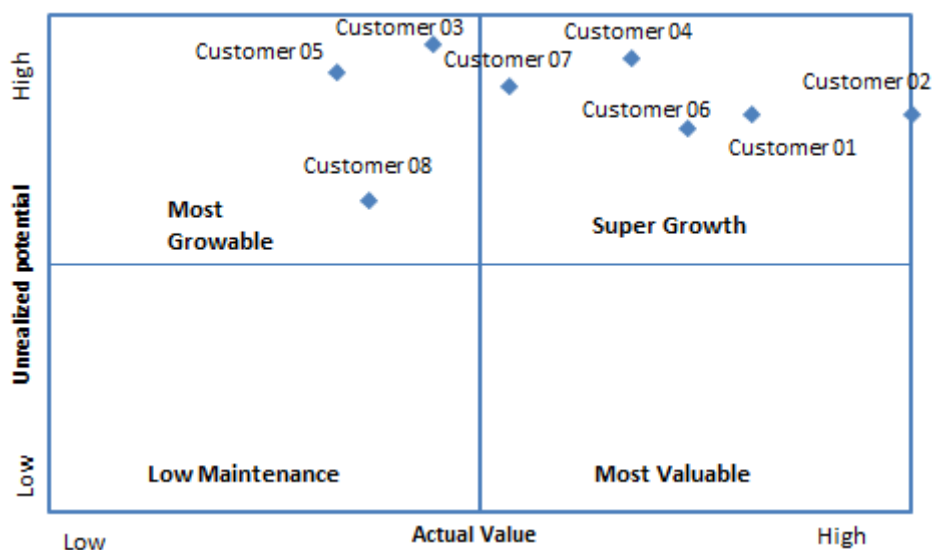 Customer 03
Customer 04
Customer 05
Customer 07
High
Customer 02
Customer 06
Customer 01
Customer 08
Most
Growable
Super Growth
Unrealized potential
Low Maintenance
Most Valuable
Low
Low
Actual Value
High